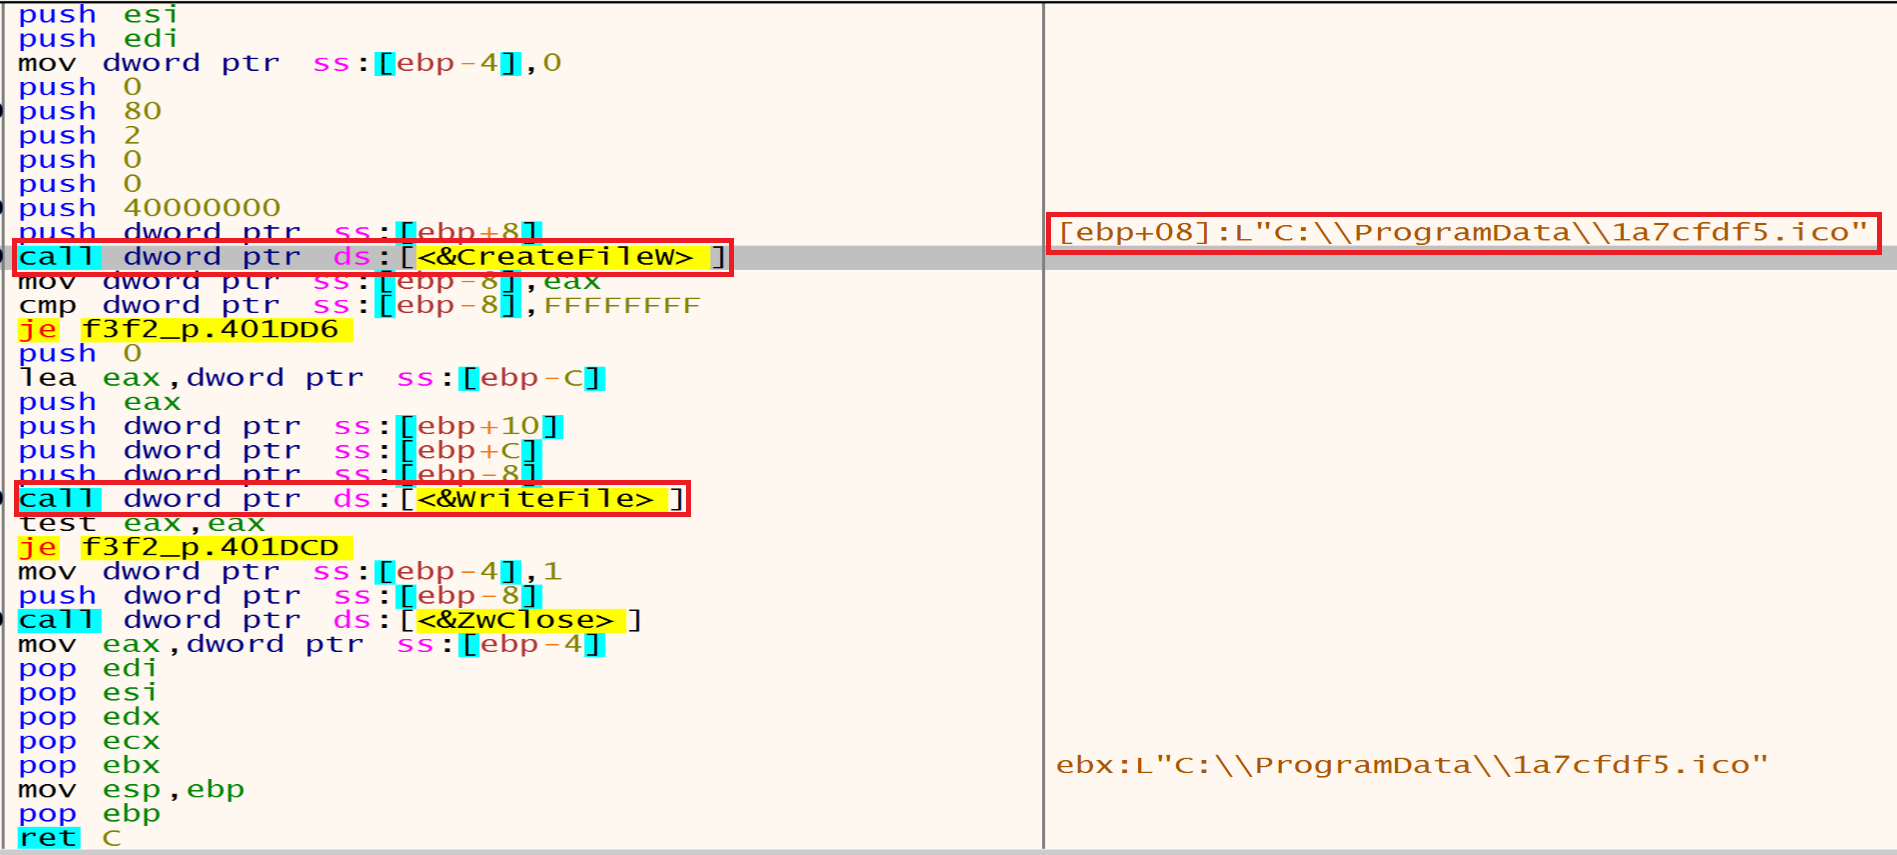 push esi
push edi
mov dword ptr ss:[ebp-4],0
push 0
push 80
push 2
push 0
push 0
push 40000000
push dword ptr ss:[ebp+8] [ebp+08]:L"C:\\ProgramData\\1a7cfdf5.ico"
call dword ptr ds:[<&CreateFileW>]
mov dword ptr ss:[ebp-8],eax
cmp dword ptr ss:[ebp-8],FFFFFFFF
je f3f2_p.401DD6
push 0
lea eax,dword ptr ss:[ebp-C]
push eax
push dword ptr ss:[ebp+10]
push dword ptr ss:[ebp+C]
push dword ptr ss:[ebp-8]
call dword ptr ds:[<&WriteFile>]
test eax,eax
je f3f2_p.401DCD
mov dword ptr ss:[ebp-4],1
push dword ptr ss:[ebp-8]
call dword ptr ds:[<&ZwClose>]
mov eax,dword ptr ss:[ebp-4]
pop edi
pop esi
pop edx
pop ecx
pop ebx ebx:L"C:\\ProgramData\\1a7cfdf5.ico"
mov esp,ebp
pop ebp
ret C